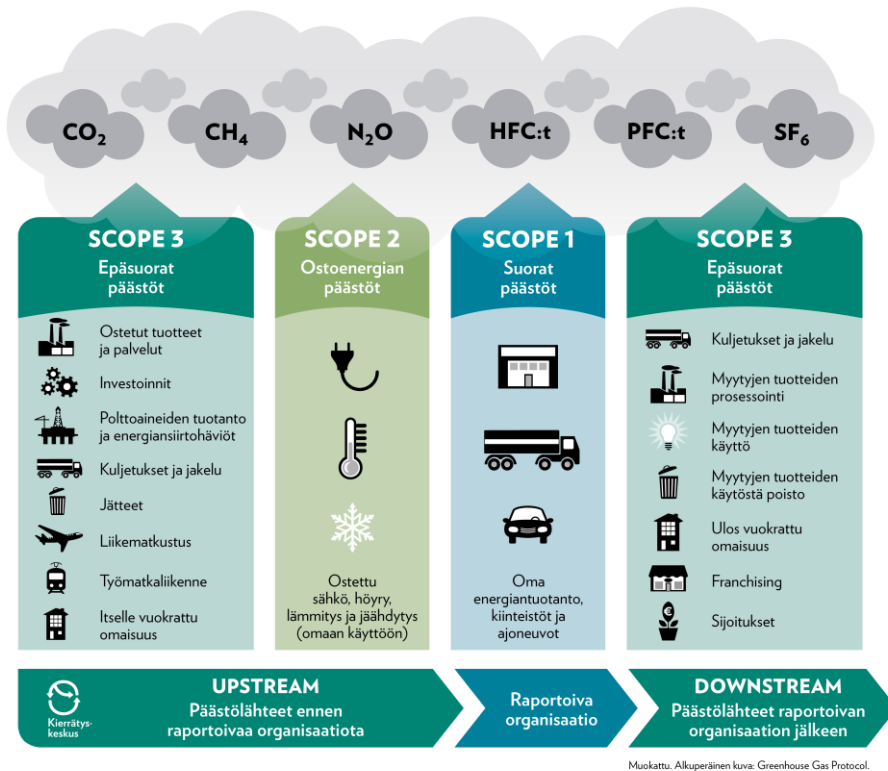 CO₂
CH₄
N₂O
HFC:t
PFC:t
SF₆
SCOPE 3
Epäsuorat
päästöt
Ostetut tuotteet
ja palvelut
Investoinnit
Polttoaineiden tuotanto
ja energiansiirtohäviöt
Kuljetukset ja jakelu
Jätteet
Liikematkustus
Työmatkaliikenne
Itselle vuokrattu
omaisuus
SCOPE 2
Ostoenergian
päästöt
Ostettu
sähkö, höyry,
lämmitys ja jäähdytys
(omaan käyttöön)
SCOPE 1
Suorat
päästöt
Oma
energiantuotanto,
kiinteistöt ja
ajoneuvot
SCOPE 3
Epäsuorat
päästöt
Kuljetukset ja jakelu
Myytyjen tuotteiden
prosessointi
Myytyjen tuotteiden
käyttö
Myytyjen tuotteiden
käytöstä poisto
Ulos vuokrattu
omaisuus
Franchising
€
Sijoitukset
Kierrätys-
keskus
UPSTREAM
Päästölähteet ennen
raportoivaa organisaatiota
Raportoiva
organisaatio
DOWNSTREAM
Päästölähteet raportoivan
organisaation jälkeen
Muokattu. Alkuperäinen kuva: Greenhouse Gas Protocol.